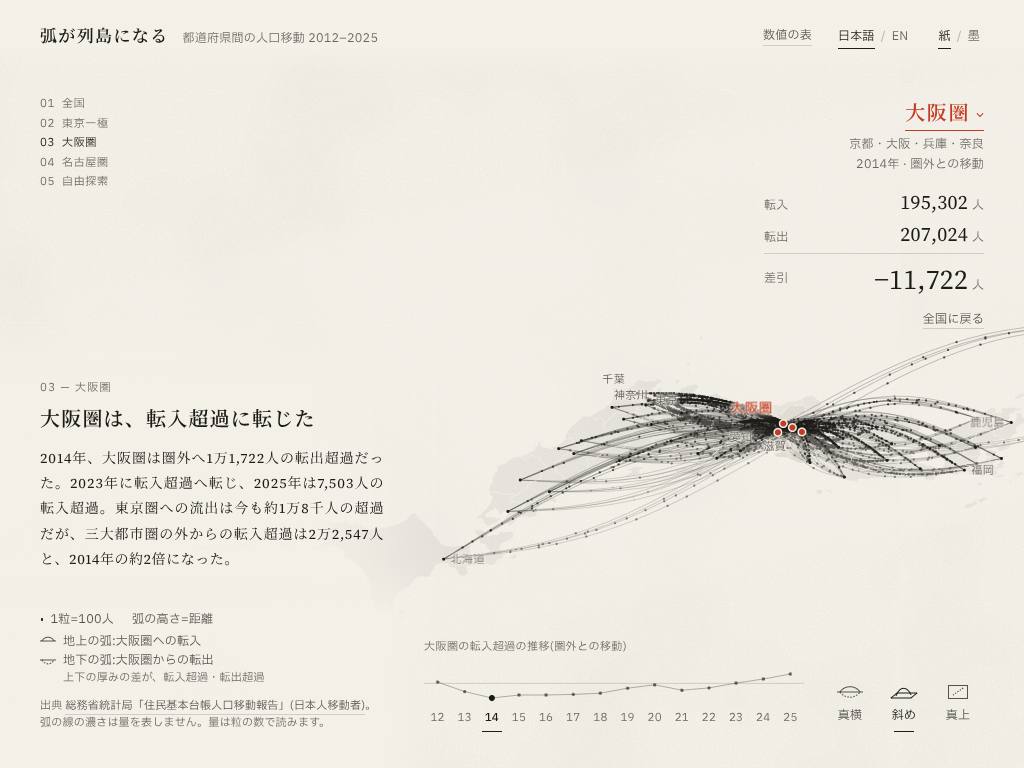 弧が列島になる 都道府県間の人口移動 2012–2025
数値の表 日本語 / EN 紙 / 墨
01 全国
02 東京一極
03 大阪圏
04 名古屋圏
05 自由探索
大阪圏
京都・大阪・兵庫・奈良
2014年・圏外との移動
転入 195,302 人
転出 207,024 人
差引 −11,722 人
全国に戻る
千葉
神奈川
大阪圏
滋賀
鹿児島
福岡
北海道
03 — 大阪圏
大阪圏は、転入超過に転じた
2014年、大阪圏は圏外へ1万1,722人の転出超過だっ
た。2023年に転入超過へ転じ、2025年は7,503人の
転入超過。東京圏への流出は今も約1万8千人の超過
だが、三大都市圏の外からの転入超過は2万2,547人
と、2014年の約2倍になった。
1粒=100人 弧の高さ=距離
地上の弧:大阪圏への転入
地下の弧:大阪圏からの転出
上下の厚みの差が、転入超過・転出超過
出典 総務省統計局「住民基本台帳人口移動報告」(日本人移動者)。
弧の線の濃さは量を表しません。量は粒の数で読みます。
大阪圏の転入超過の推移(圏外との移動)
12 13 14 15 16 17 18 19 20 21 22 23 24 25
真横 斜め 真上